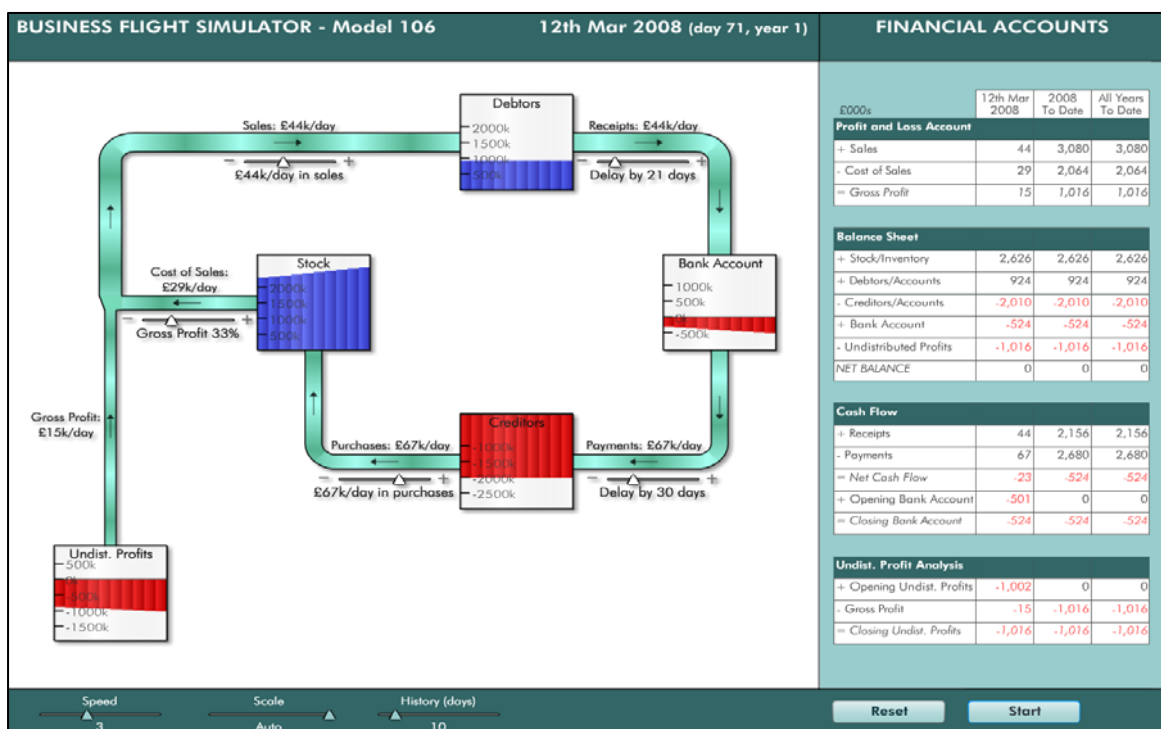 BUSINESS FLIGHT SIMULATOR - Model 106
12th Mar 2008 (day 71, year 1)
FINANCIAL ACCOUNTS
Debtors
2000k
1500k
1000k
500k
Sales: £44k/day
£44k/day in sales
Receipts: £44k/day
Delay by 21 days
Cost of Sales:
£29k/day
Gross Profit 33%
Stock
2000k
1500k
1000k
500k
Bank Account
1000k
500k
0k
-500k
Gross Profit:
£15k/day
Purchases: £67k/day
£67k/day in purchases
Creditors
-1000k
-1500k
-2000k
-2500k
Payments: £67k/day
Delay by 30 days
Undist. Profits
500k
0k
-500k
-1000k
-1500k
£000s 12th Mar 2008 2008 To Date All Years To Date
Profit and Loss Account
+ Sales 44 3,080 3,080
- Cost of Sales 29 2,064 2,064
= Gross Profit 15 1,016 1,016
Balance Sheet
+ Stock/Inventory 2,626 2,626 2,626
+ Debtors/Accounts 924 924 924
- Creditors/Accounts -2,010 -2,010 -2,010
+ Bank Account -524 -524 -524
- Undistributed Profits -1,016 -1,016 -1,016
NET BALANCE 0 0 0
Cash Flow
+ Receipts 44 2,156 2,156
- Payments 67 2,680 2,680
= Net Cash Flow -23 -524 -524
+ Opening Bank Account -501 0 0
= Closing Bank Account -524 -524 -524
Undist. Profit Analysis
+ Opening Undist. Profits -1,002 0 0
- Gross Profit -15 -1,016 -1,016
= Closing Undist. Profits -1,016 -1,016 -1,016
Speed
3
Scale
Auto
History (days)
10
Reset
Start